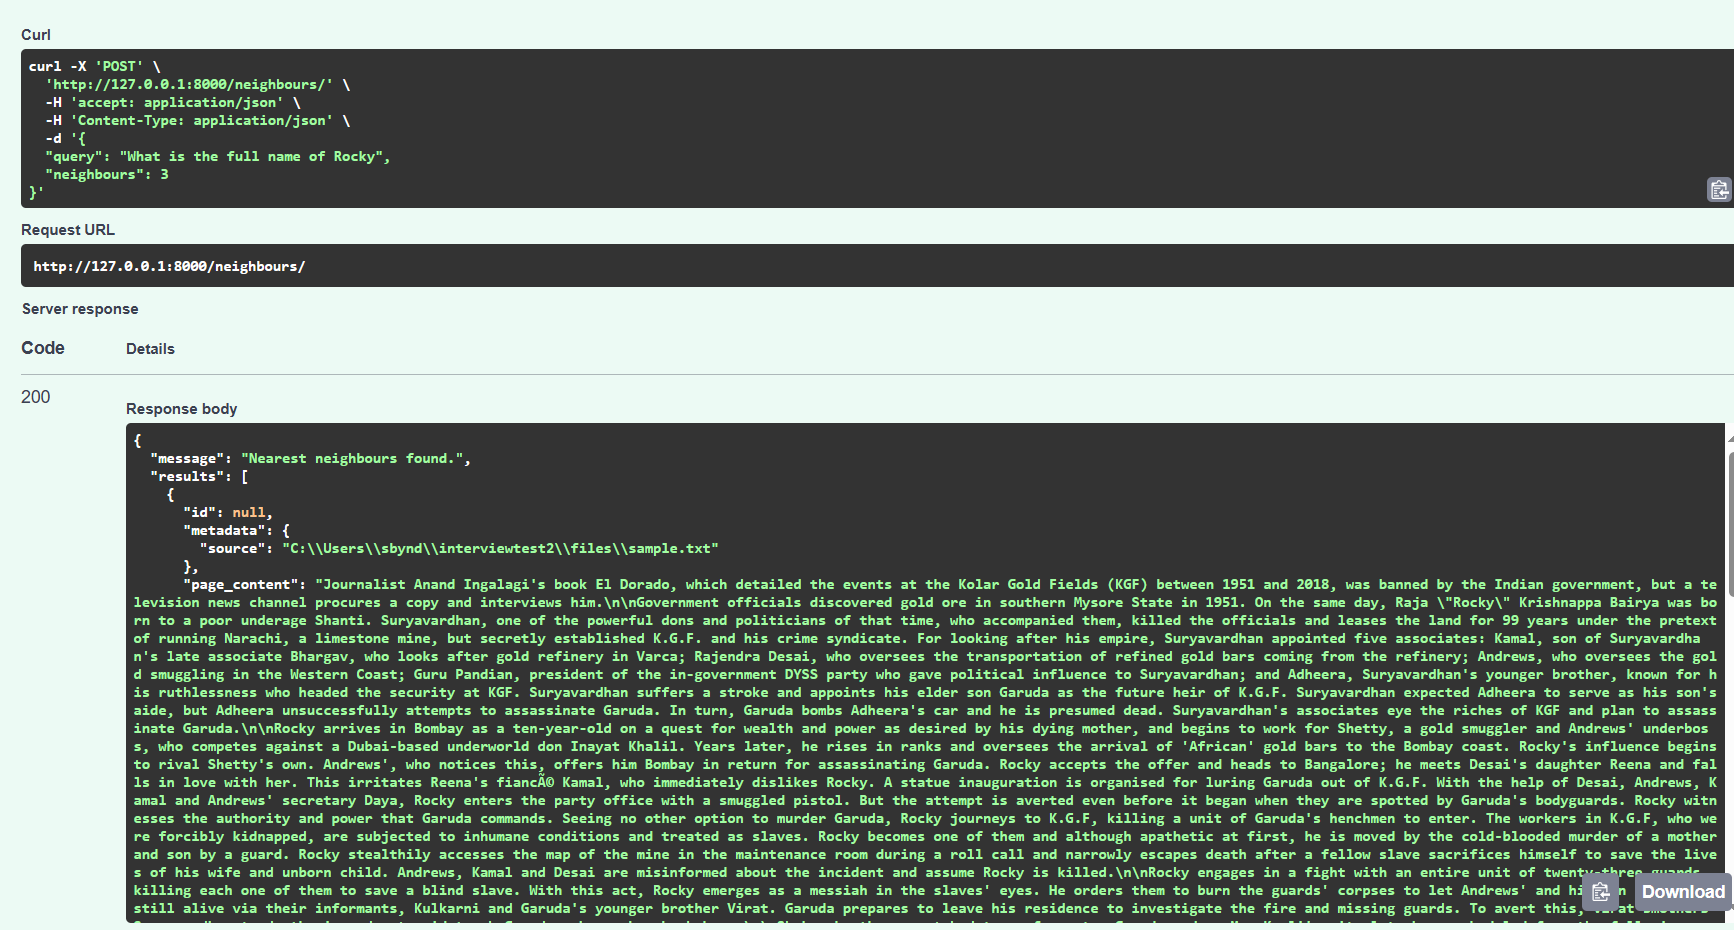 Curl
curl -X 'POST' \
  'http://127.0.0.1:8000/neighbours/' \
  -H 'accept: application/json' \
  -H 'Content-Type: application/json' \
  -d '{
  "query": "What is the full name of Rocky",
  "neighbours": 3
}'
Request URL
http://127.0.0.1:8000/neighbours/
Server response
Code Details
200
Response body
{
  "message": "Nearest neighbours found.",
  "results": [
    {
      "id": null,
      "metadata": {
        "source": "C:\\Users\\sbynd\\interviewtest2\\files\\sample.txt"
      },
      "page_content": "Journalist Anand Ingalagi's book El Dorado, which detailed the events at the Kolar Gold Fields (KGF) between 1951 and 2018, was banned by the Indian government, but a te
levision news channel procures a copy and interviews him.\n\nGovernment officials discovered gold ore in southern Mysore State in 1951. On the same day, Raja \"Rocky\" Krishnappa Bairya was bo
rn to a poor underage Shanti. Suryavardhan, one of the powerful dons and politicians of that time, who accompanied them, killed the officials and leases the land for 99 years under the pretext
of running Narachi, a limestone mine, but secretly established K.G.F. and his crime syndicate. For looking after his empire, Suryavardhan appointed five associates: Kamal, son of Suryavardha
n's late associate Bhargav, who looks after gold refinery in Varca; Rajendra Desai, who oversees the transportation of refined gold bars coming from the refinery; Andrews, who oversees the gol
d smuggling in the Western Coast; Guru Pandian, president of the in-government DYSS party who gave political influence to Suryavardhan; and Adheera, Suryavardhan's younger brother, known for h
is ruthlessness who headed the security at KGF. Suryavardhan suffers a stroke and appoints his elder son Garuda as the future heir of K.G.F. Suryavardhan expected Adheera to serve as his son's
aide, but Adheera unsuccessfully attempts to assassinate Garuda. In turn, Garuda bombs Adheera's car and he is presumed dead. Suryavardhan's associates eye the riches of KGF and plan to assass
inate Garuda.\n\nRocky arrives in Bombay as a ten-year-old on a quest for wealth and power as desired by his dying mother, and begins to work for Shetty, a gold smuggler and Andrews' underbos
s, who competes against a Dubai-based underworld don Inayat Khalil. Years later, he rises in ranks and oversees the arrival of 'African' gold bars to the Bombay coast. Rocky's influence begins
to rival Shetty's own. Andrews', who notices this, offers him Bombay in return for assassinating Garuda. Rocky accepts the offer and heads to Bangalore; he meets Desai's daughter Reena and fal
ls in love with her. This irritates Reena's fiancÃ© Kamal, who immediately dislikes Rocky. A statue inauguration is organised for luring Garuda out of K.G.F. With the help of Desai, Andrews, K
amal and Andrews' secretary Daya, Rocky enters the party office with a smuggled pistol. But the attempt is averted even before it began when they are spotted by Garuda's bodyguards. Rocky witn
esses the authority and power that Garuda commands. Seeing no other option to murder Garuda, Rocky journeys to K.G.F, killing a unit of Garuda's henchmen to enter. The workers in K.G.F, who we
re forcibly kidnapped, are subjected to inhumane conditions and treated as slaves. Rocky becomes one of them and although apathetic at first, he is moved by the cold-blooded murder of a mother
and son by a guard. Rocky stealthily accesses the map of the mine in the maintenance room during a roll call and narrowly escapes death after a fellow slave sacrifices himself to save the live
s of his wife and unborn child. Andrews, Kamal and Desai are misinformed about the incident and assume Rocky is killed.\n\nRocky engages in a fight with an entire unit of twenty-three guards,
killing each one of them to save a blind slave. With this act, Rocky emerges as a messiah in the slaves' eyes. He orders them to burn the guards' corpses to let Andrews' and
still alive via their informants, Kulkarni and Garuda's younger brother Virat. Garuda prepares to leave his residence to investigate the fire and missing guards. To avert this,
Download